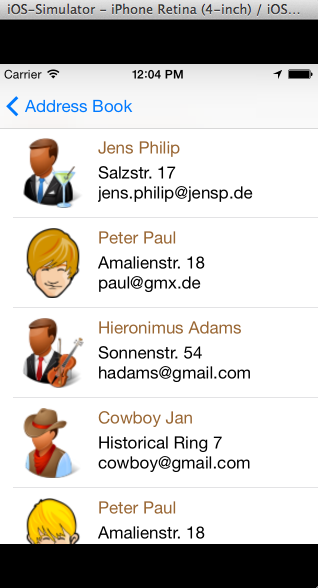 iOS-Simulator – iPhone Retina (4-inch) / iOS...
Carrier 12:04 PM
Address Book
Jens Philip
Salzstr. 17
jens.philip@jensp.de
Peter Paul
Amalienstr. 18
paul@gmx.de
Hieronimus Adams
Sonnenstr. 54
hadams@gmail.com
Cowboy Jan
Historical Ring 7
cowboy@gmail.com
Peter Paul
Amalienstr. 18